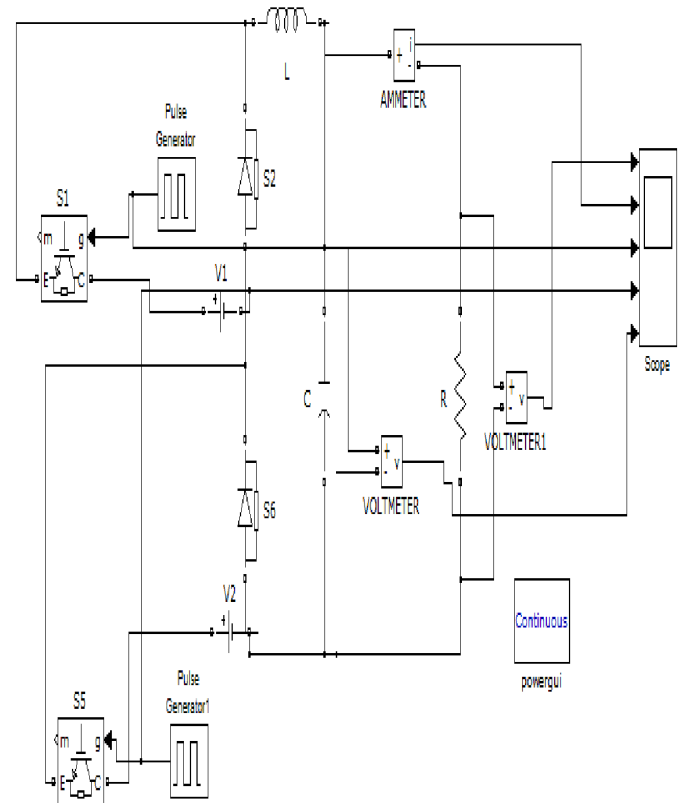 L
i
+
-
AMMETER
Pulse
Generator
S2
S1
m
g
E
C
V1
+
Scope
C
R
+
-
v
VOLTMETER1
+
-
v
VOLTMETER
S6
V2
+
Continuous
powergui
Pulse
Generator1
S5
m
g
E
C